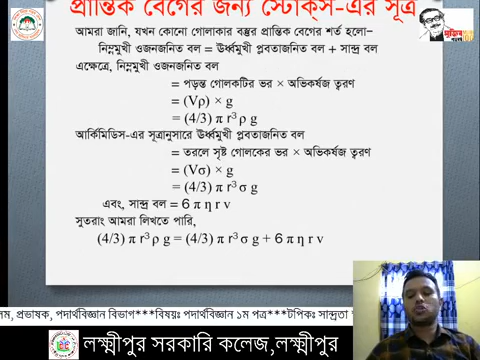 প্রান্তিক বেগের জন্য স্টোক্‌স-এর সূত্র
আমরা জানি, যখন কোনো গোলাকার বস্তুর প্রান্তিক বেগের শর্ত হলো–
নিম্নমুখী ওজনজনিত বল = ঊর্ধ্বমুখী প্লবতাজনিত বল + সান্দ্র বল
এক্ষেত্রে, নিম্নমুখী ওজনজনিত বল
= পড়ন্ত গোলকটির ভর × অভিকর্ষজ ত্বরণ
= (Vρ) × g
= (4/3) π r³ ρ g
আর্কিমিডিস-এর সূত্রানুসারে ঊর্ধ্বমুখী প্লবতাজনিত বল
= তরলে সৃষ্ট গোলকের ভর × অভিকর্ষজ ত্বরণ
= (Vσ) × g
= (4/3) π r³ σ g
এবং, সান্দ্র বল = 6 π η r v
সুতরাং আমরা লিখতে পারি,
(4/3) π r³ ρ g = (4/3) π r³ σ g + 6 π η r v
প্রভাষক, পদার্থবিজ্ঞান বিভাগ***বিষয়ঃ পদার্থবিজ্ঞান ১ম পত্র***টপিকঃ সান্দ্রতা
লক্ষ্মীপুর সরকারি কলেজ,লক্ষ্মীপুর